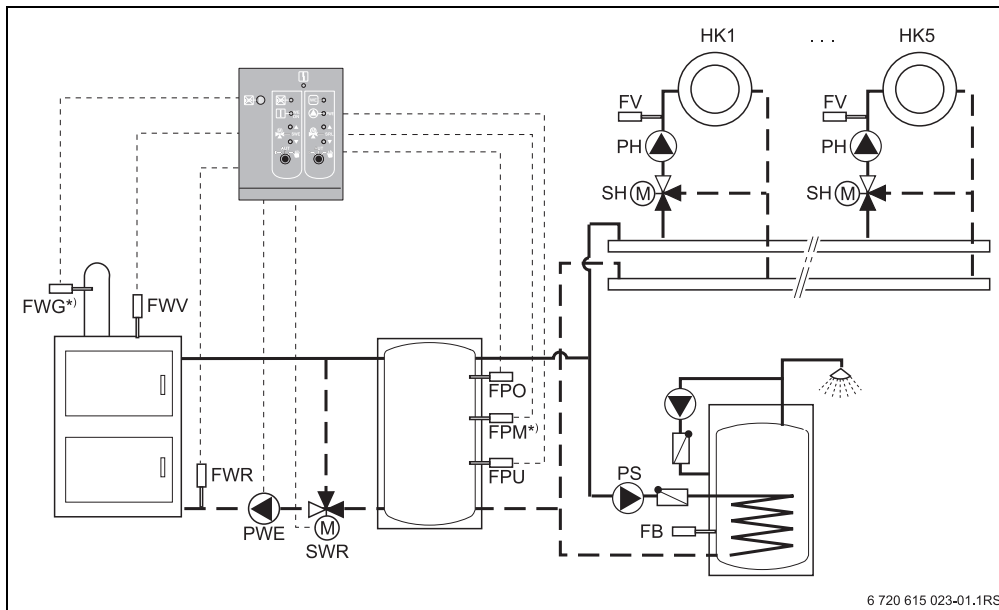 HK1
. . .
HK5
FV
FV
PH
PH
SH
M
SH
M
FWG*)
FWV
FPO
FPM*)
FPU
FWR
PWE
M
SWR
PS
FB
6 720 615 023-01.1RS